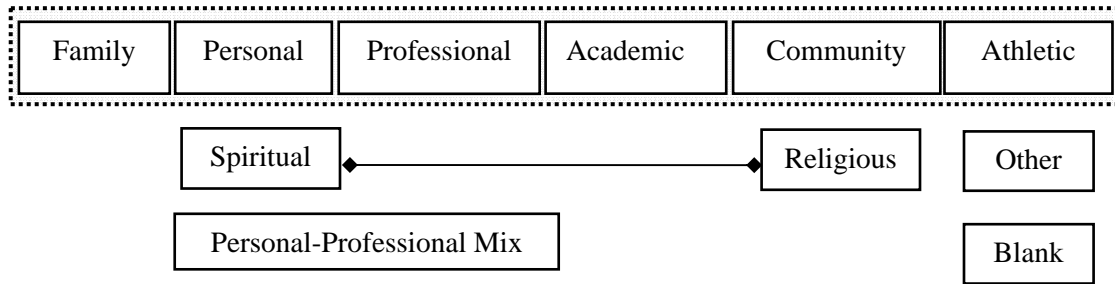 Family Personal Professional Academic Community Athletic
Spiritual Religious Other
Personal-Professional Mix
Blank